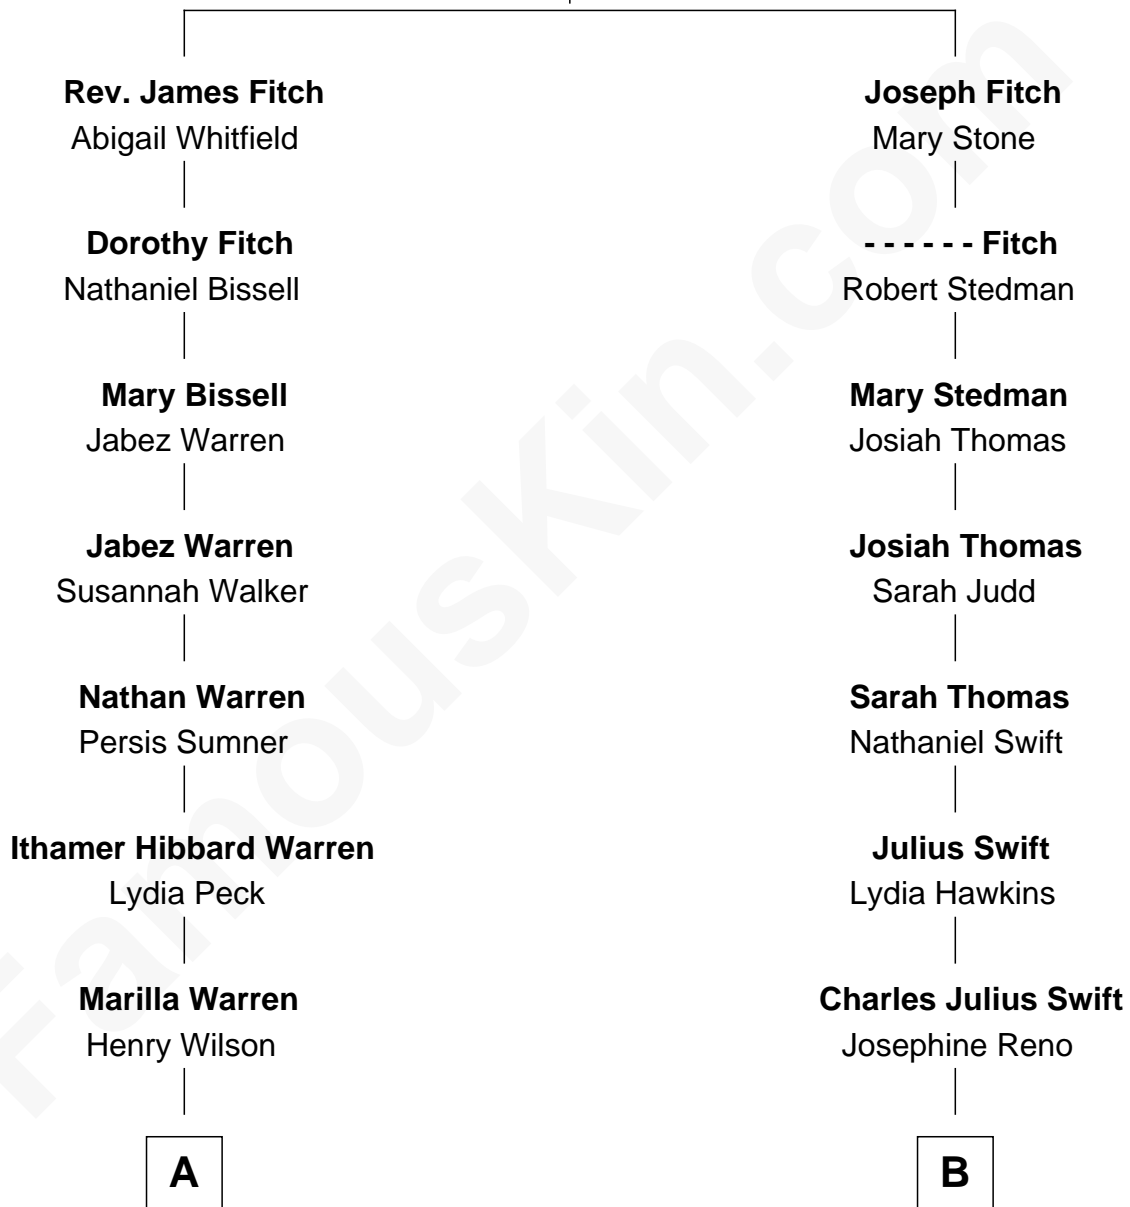 Rev. James Fitch
Abigail Whitfield
Joseph Fitch
Mary Stone
Dorothy Fitch
Nathaniel Bissell
- - - - - - Fitch
Robert Stedman
Mary Bissell
Jabez Warren
Mary Stedman
Josiah Thomas
Jabez Warren
Susannah Walker
Josiah Thomas
Sarah Judd
Nathan Warren
Persis Sumner
Sarah Thomas
Nathaniel Swift
Ithamer Hibbard Warren
Lydia Peck
Julius Swift
Lydia Hawkins
Marilla Warren
Henry Wilson
Charles Julius Swift
Josephine Reno
A
B
FamousKin.com